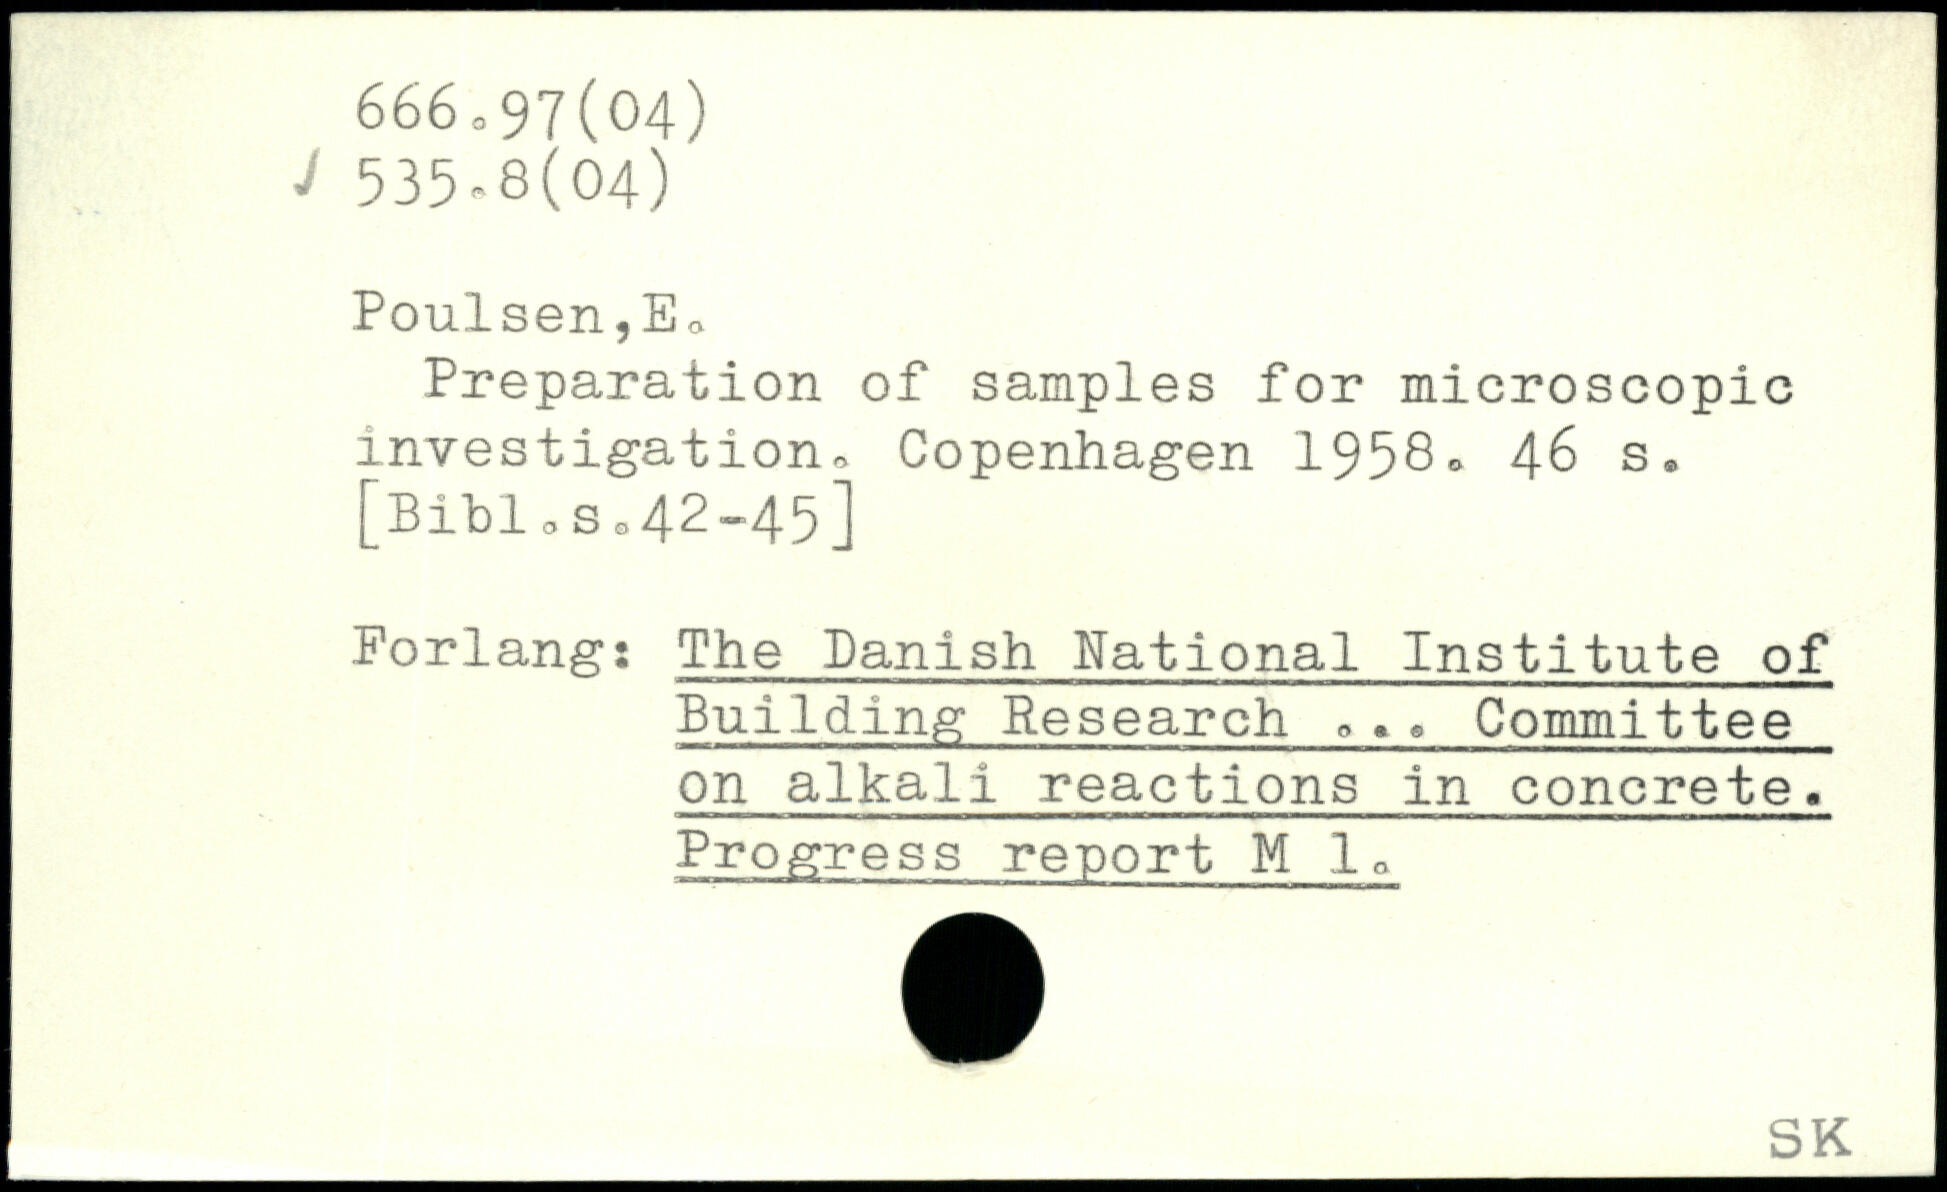 666.97(04)
✓ 535.8(04)
Poulsen,E.
Preparation of samples for microscopic
investigation. Copenhagen 1958. 46 s.
[Bibl.s.42-45]
Forlang: The Danish National Institute of
Building Research ... Committee
on alkali reactions in concrete.
Progress report M 1.
SK